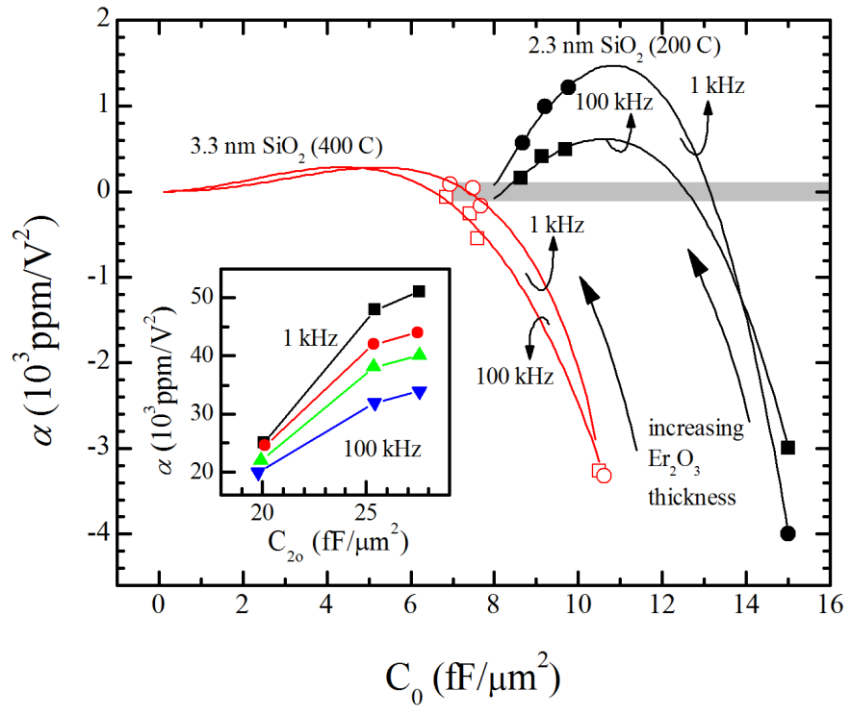 2
1
0
-1
-2
-3
-4
α (10³ppm/V²)
2.3 nm SiO₂ (200 C)
1 kHz
100 kHz
3.3 nm SiO₂ (400 C)
1 kHz
100 kHz
increasing
Er₂O₃
thickness
50
40
30
20
α (10³ppm/V²)
1 kHz
100 kHz
20
25
C₂ₒ (fF/μm²)
0
2
4
6
8
10
12
14
16
C₀ (fF/μm²)